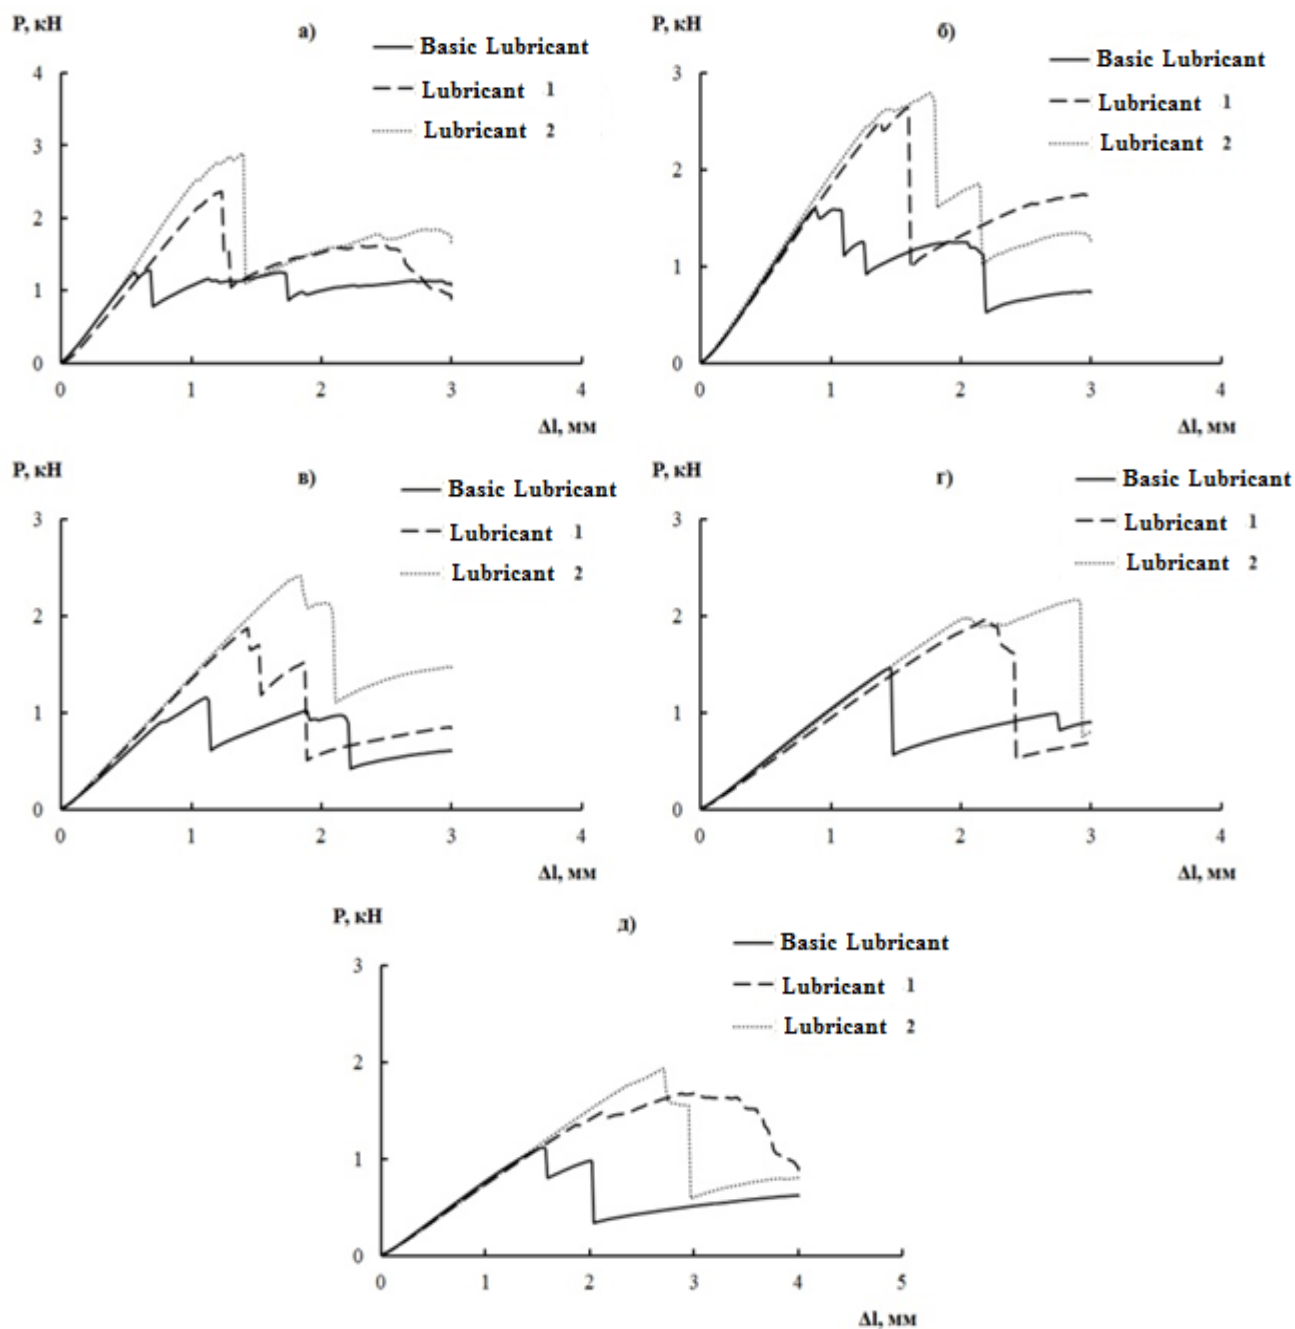 P, кН
а)
Basic Lubricant
Lubricant 1
Lubricant 2
4
3
2
1
0
0 1 2 3 4
Δl, мм
P, кН
б)
Basic Lubricant
Lubricant 1
Lubricant 2
3
2
1
0
0 1 2 3 4
Δl, мм
P, кН
в)
Basic Lubricant
Lubricant 1
Lubricant 2
3
2
1
0
0 1 2 3 4
Δl, мм
P, кН
г)
Basic Lubricant
Lubricant 1
Lubricant 2
3
2
1
0
0 1 2 3 4
Δl, мм
P, кН
д)
Basic Lubricant
Lubricant 1
Lubricant 2
3
2
1
0
0 1 2 3 4 5
Δl, мм